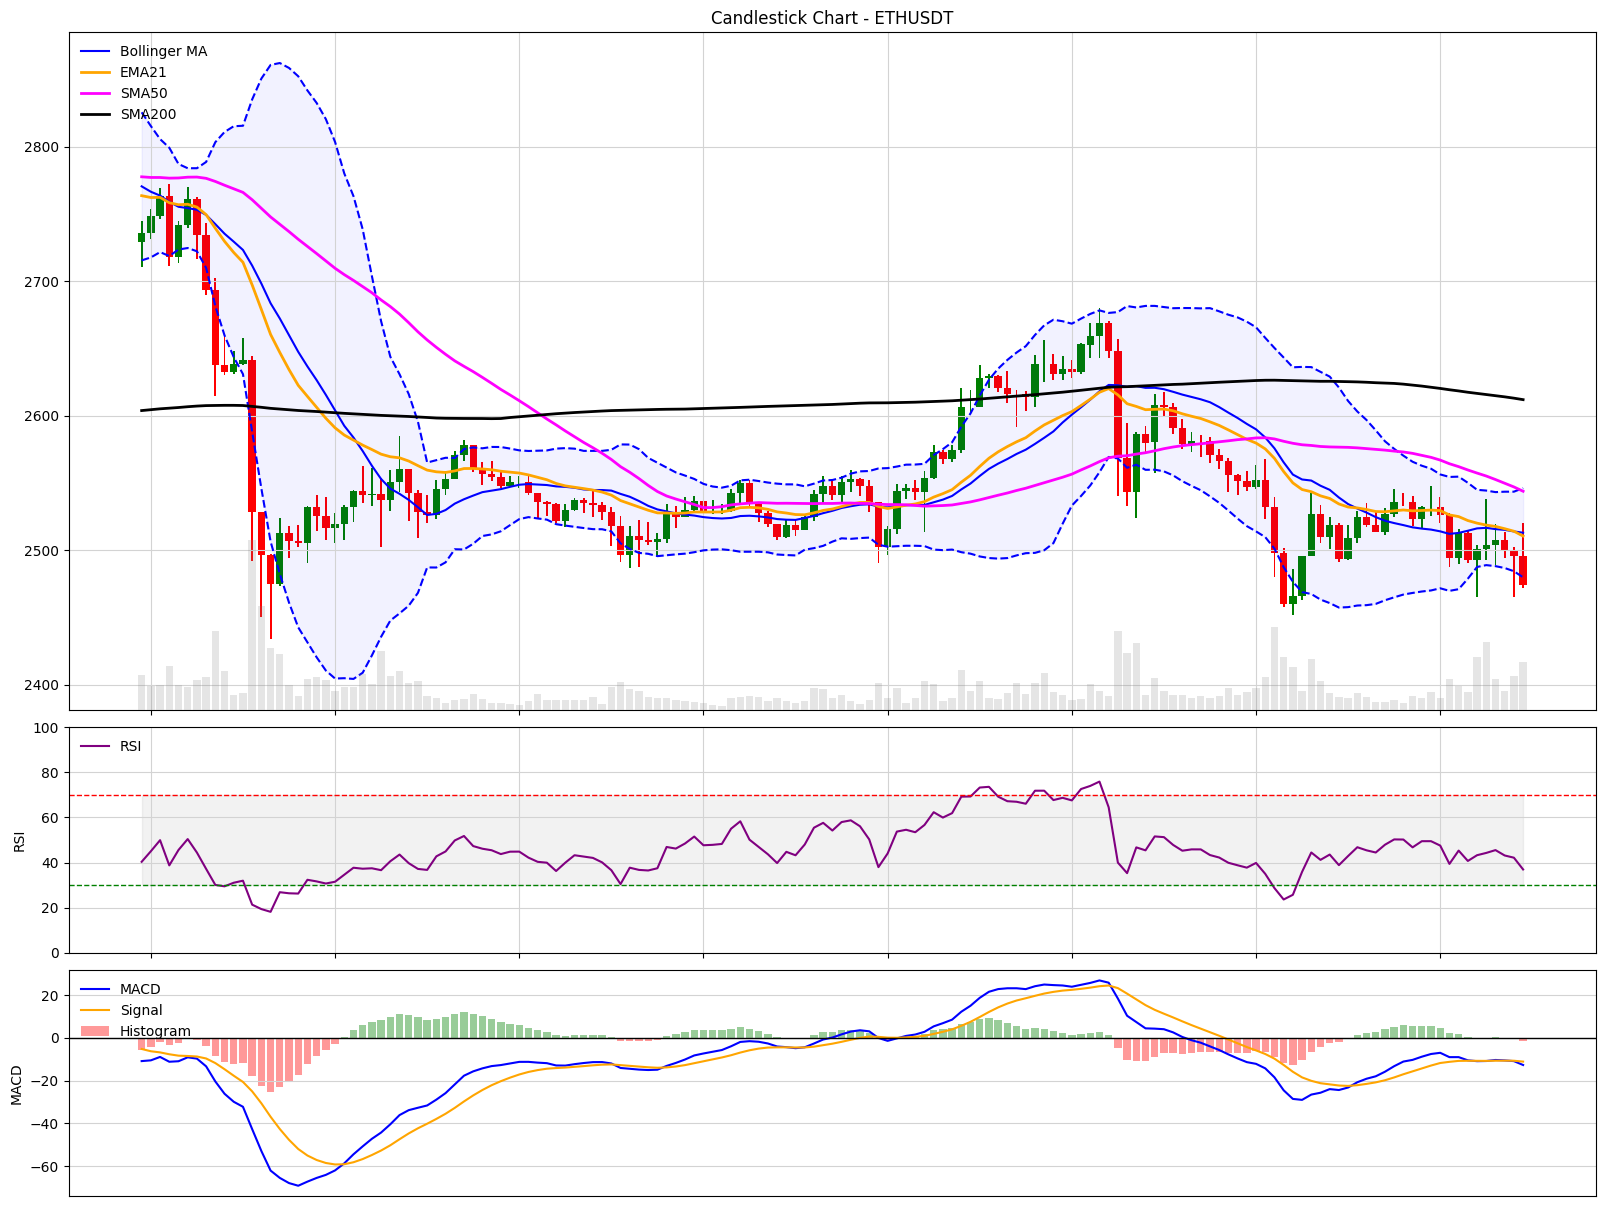 Candlestick Chart - ETHUSDT
Bollinger MA
EMA21
SMA50
SMA200
2800
2700
2600
2500
2400
100
RSI
80
60
40
20
0
RSI
MACD
Signal
Histogram
20
0
−20
−40
−60
MACD